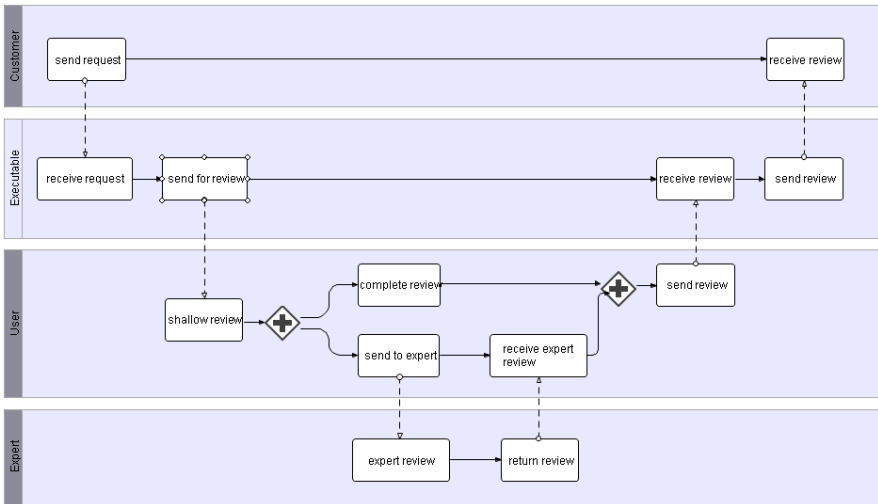 Customer
send request
receive review
Executable
receive request
send for review
receive review
send review
User
shallow review
complete review
send to expert
receive expert
review
send review
Expert
expert review
return review